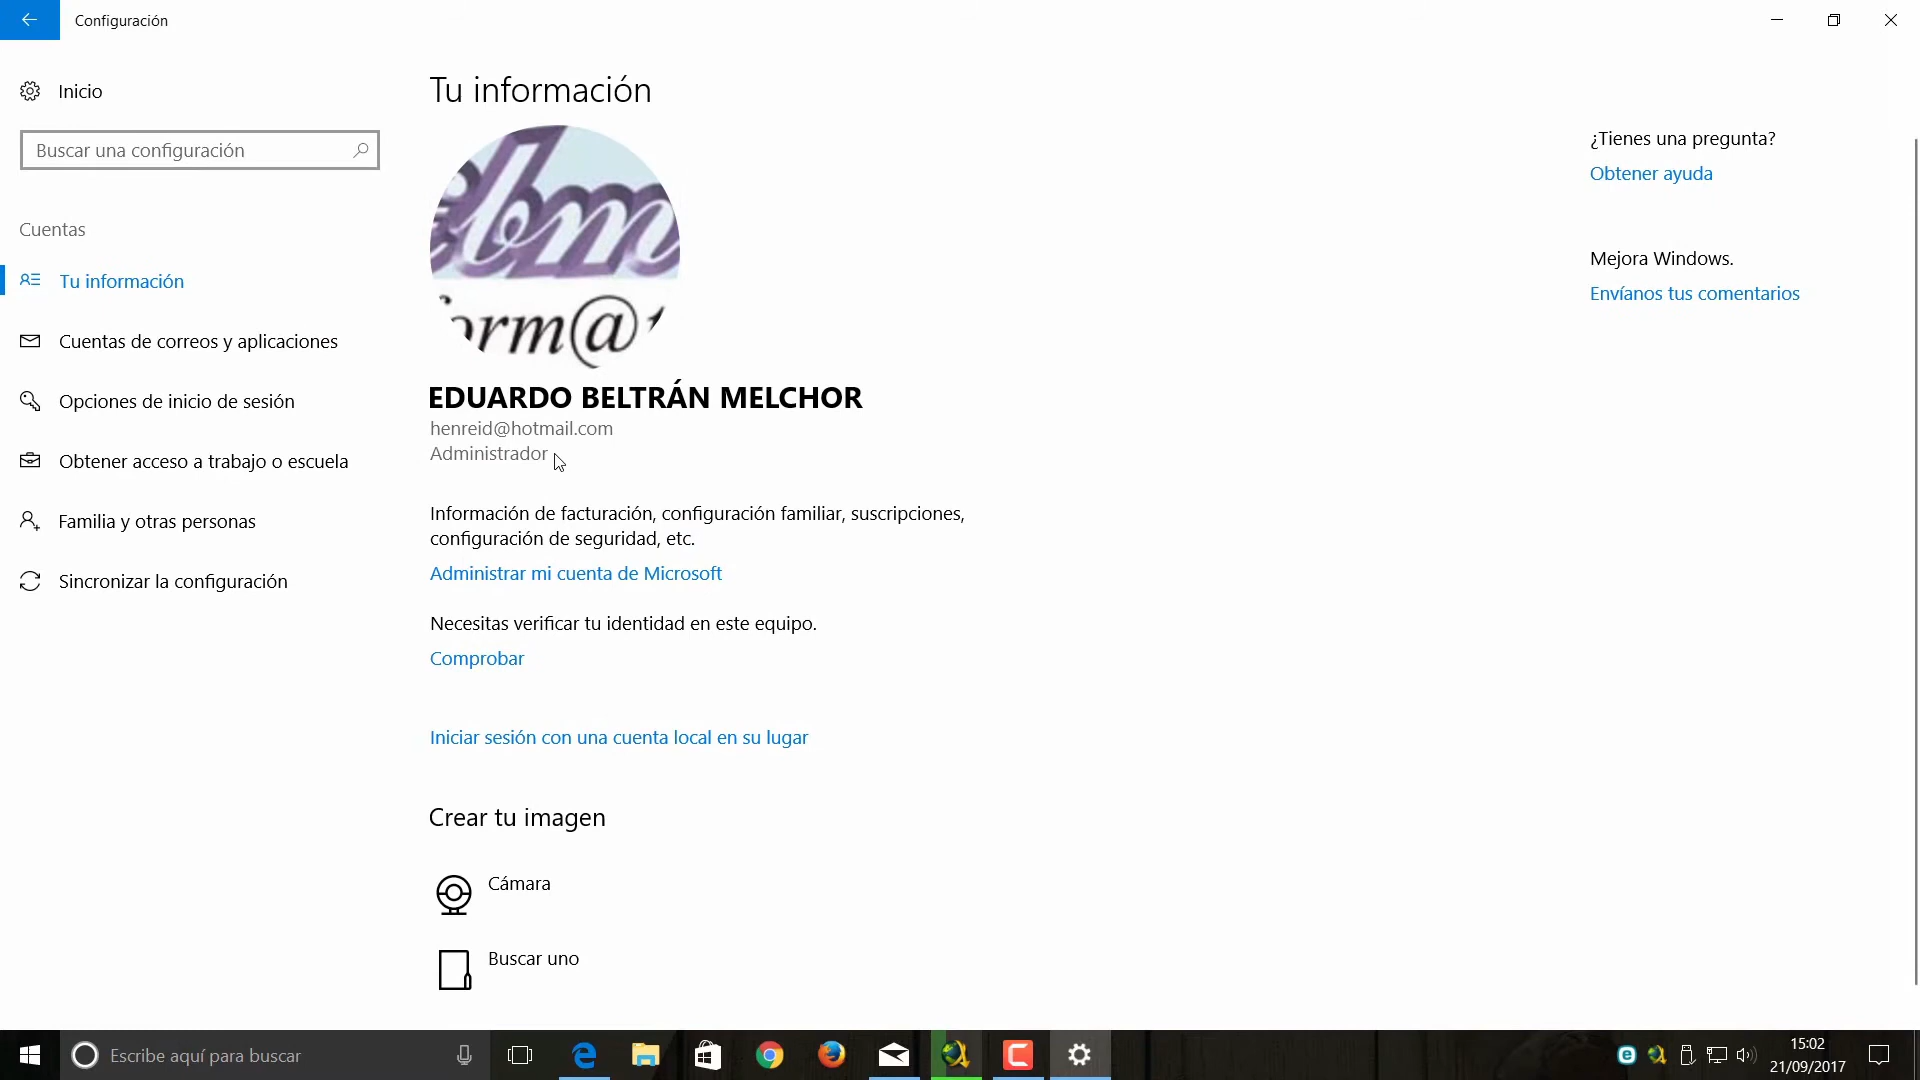 Configuración
Inicio
Buscar una configuración
Cuentas
Tu información
Cuentas de correos y aplicaciones
Opciones de inicio de sesión
Obtener acceso a trabajo o escuela
Familia y otras personas
Sincronizar la configuración
Tu información
ebm
form@
EDUARDO BELTRÁN MELCHOR
henreid@hotmail.com
Administrador
Información de facturación, configuración familiar, suscripciones,
configuración de seguridad, etc.
Administrar mi cuenta de Microsoft
Necesitas verificar tu identidad en este equipo.
Comprobar
Iniciar sesión con una cuenta local en su lugar
Crear tu imagen
Cámara
Buscar uno
¿Tienes una pregunta?
Obtener ayuda
Mejora Windows.
Envíanos tus comentarios
Escribe aquí para buscar
15:02
21/09/2017